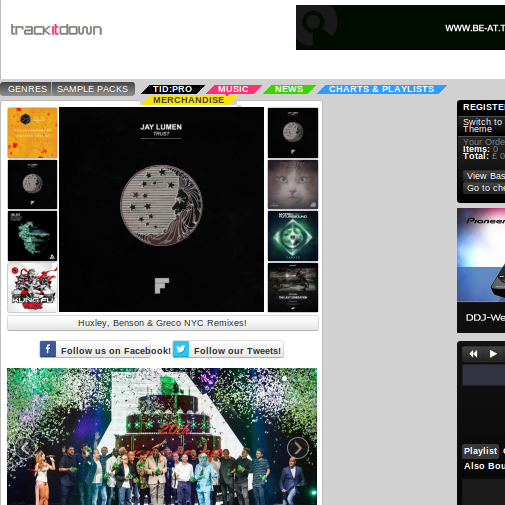 trackitdown
WWW.BE-AT.T
GENRES
SAMPLE PACKS
TID:PRO
MUSIC
NEWS
CHARTS & PLAYLISTS
MERCHANDISE
REGISTE
Switch to
Theme
Your Orde
Items: 0
Total: £ 0
View Bas
Go to che
JAY LUMEN
TRUST
KUNG FU
Pioneer
DDJ-We
Huxley, Benson & Greco NYC Remixes!
Follow us on Facebook!
Follow our Tweets!
20th
Playlist
Also Bou